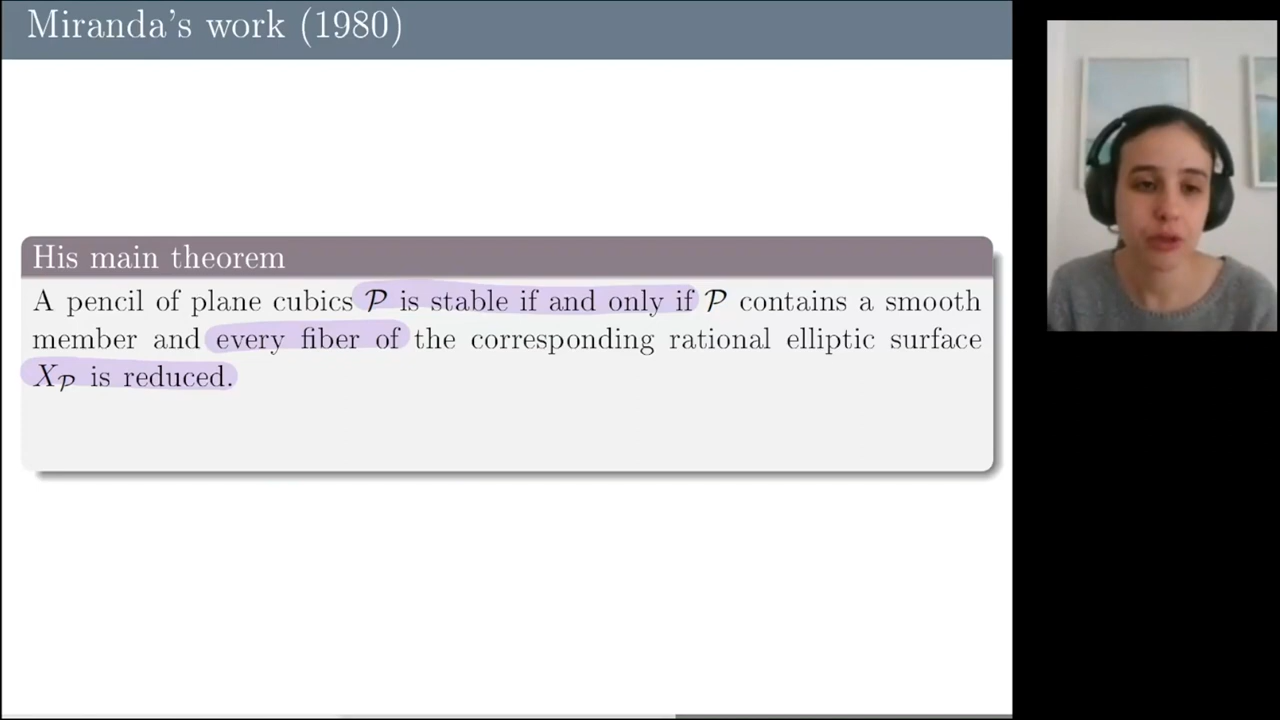 Miranda's work (1980)
His main theorem
A pencil of plane cubics 𝒫 is stable if and only if 𝒫 contains a smooth
member and every fiber of the corresponding rational elliptic surface
X_𝒫 is reduced.